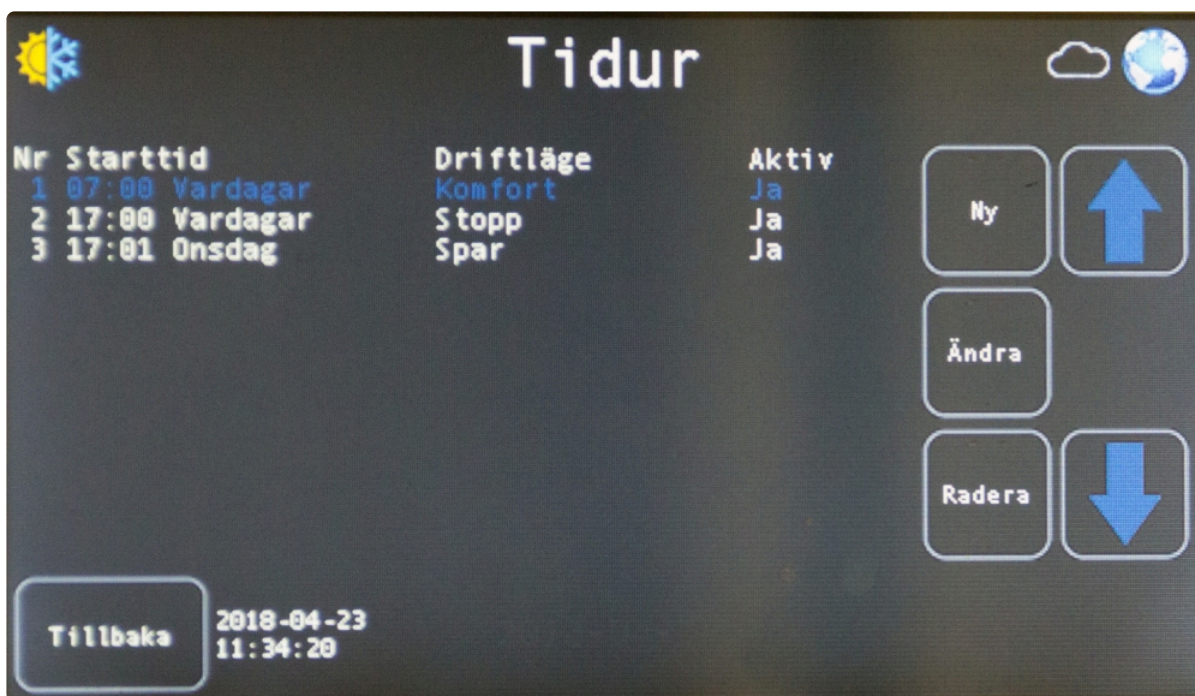 Tidur
Nr Starttid Driftläge Aktiv
1 07:00 Vardagar Komfort Ja
2 17:00 Vardagar Stopp Ja
3 17:01 Onsdag Spar Ja
Ny
Ändra
Radera
Tillbaka
2018-04-23
11:34:20